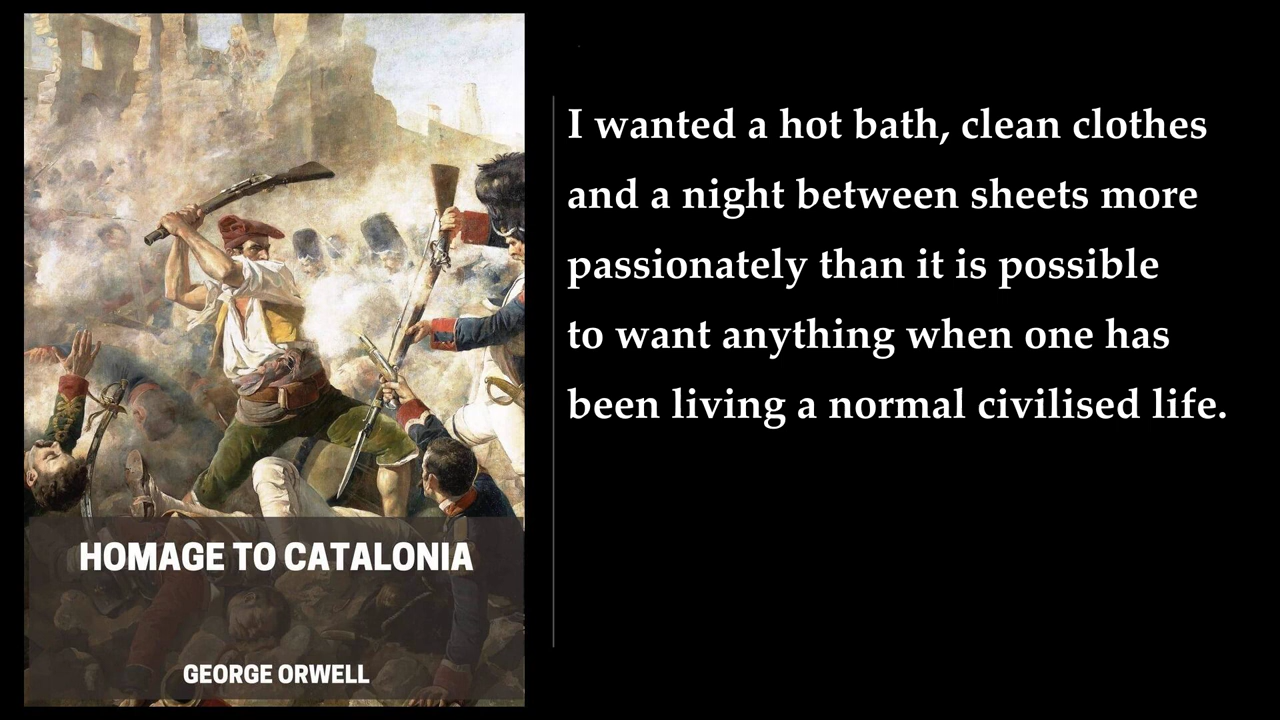 HOMAGE TO CATALONIA
GEORGE ORWELL
I wanted a hot bath, clean clothes
and a night between sheets more
passionately than it is possible
to want anything when one has
been living a normal civilised life.